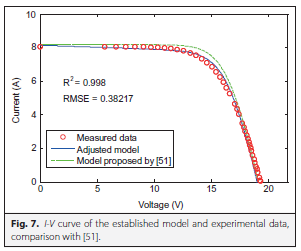 10
8
6
4
2
0
Current (A)
R² = 0.998
RMSE = 0.38217
Measured data
Adjusted model
Model proposed by [51]
0 5 10 15 20
Voltage (V)
Fig. 7. I-V curve of the established model and experimental data,
comparison with [51].